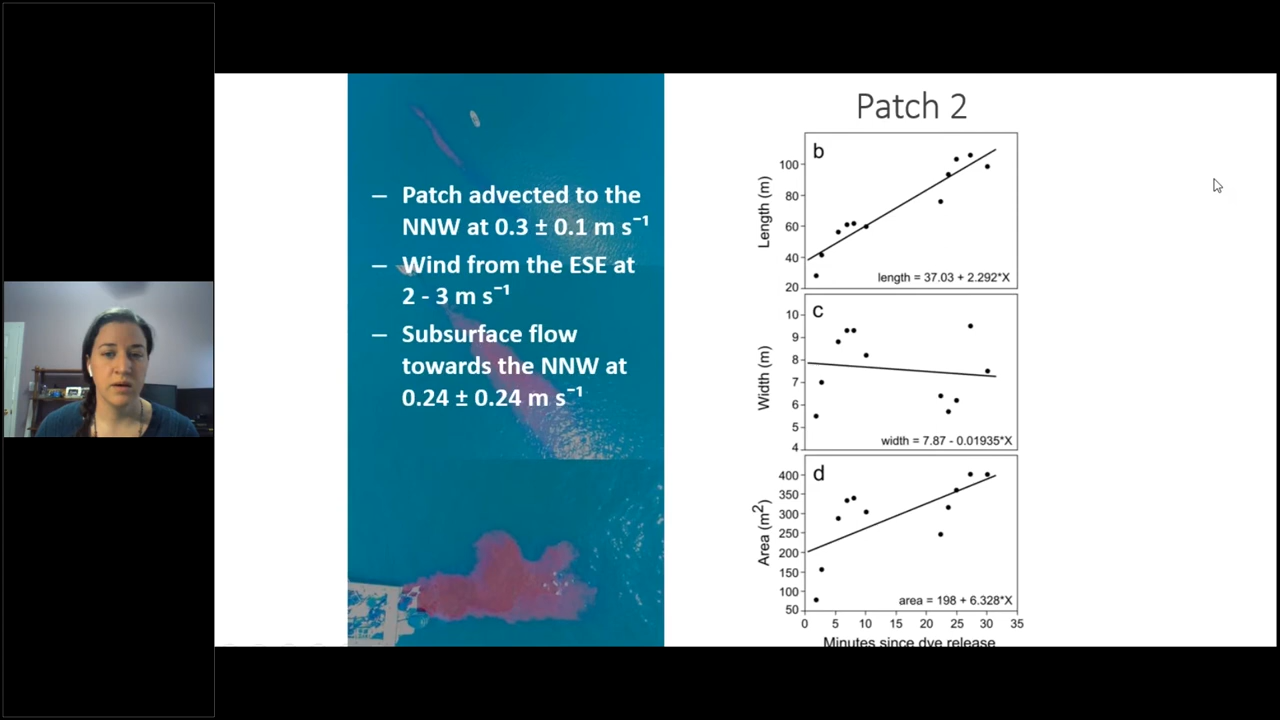 Patch 2
– Patch advected to the
NNW at 0.3 ± 0.1 m s⁻¹
– Wind from the ESE at
2 - 3 m s⁻¹
– Subsurface flow
towards the NNW at
0.24 ± 0.24 m s⁻¹
b
Length (m)
100
80
60
40
20
length = 37.03 + 2.292*X
c
Width (m)
10
9
8
7
6
5
4
width = 7.87 - 0.01935*X
d
Area (m²)
400
350
300
250
200
150
100
50
area = 198 + 6.328*X
0 5 10 15 20 25 30 35
Minutes since dye release